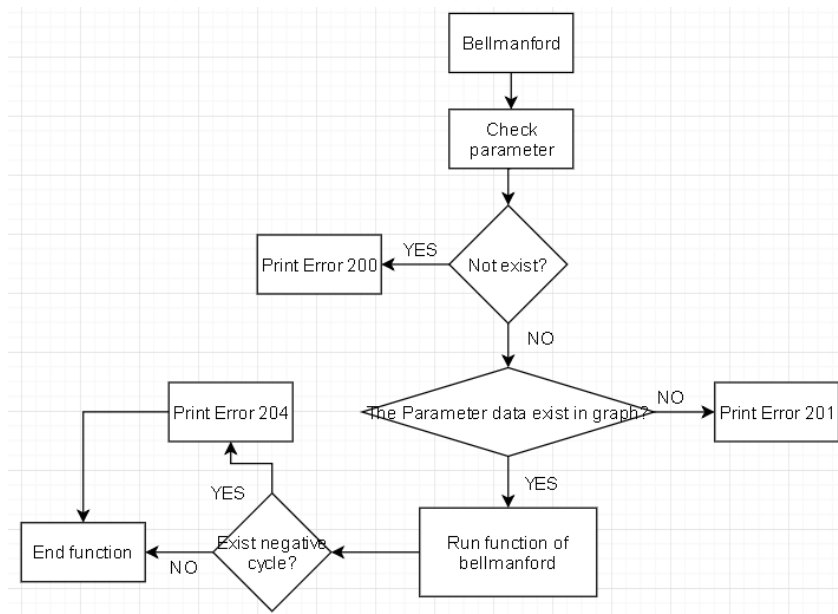 Bellmanford
Check
parameter
YES
Print Error 200
Not exist?
NO
Print Error 204
The Parameter data exist in graph?
NO
Print Error 201
YES
YES
End function
NO
Exist negative
cycle?
Run function of
bellmanford